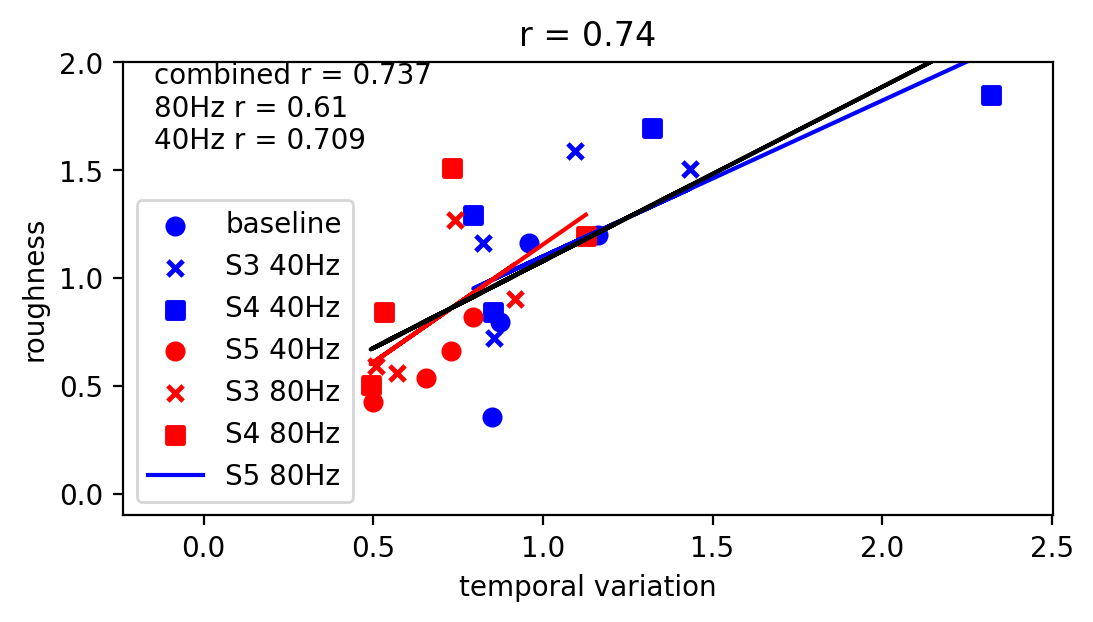 r = 0.74
combined r = 0.737
80Hz r = 0.61
40Hz r = 0.709
baseline
S3 40Hz
S4 40Hz
S5 40Hz
S3 80Hz
S4 80Hz
S5 80Hz
2.0
1.5
1.0
0.5
0.0
roughness
0.0 0.5 1.0 1.5 2.0 2.5
temporal variation